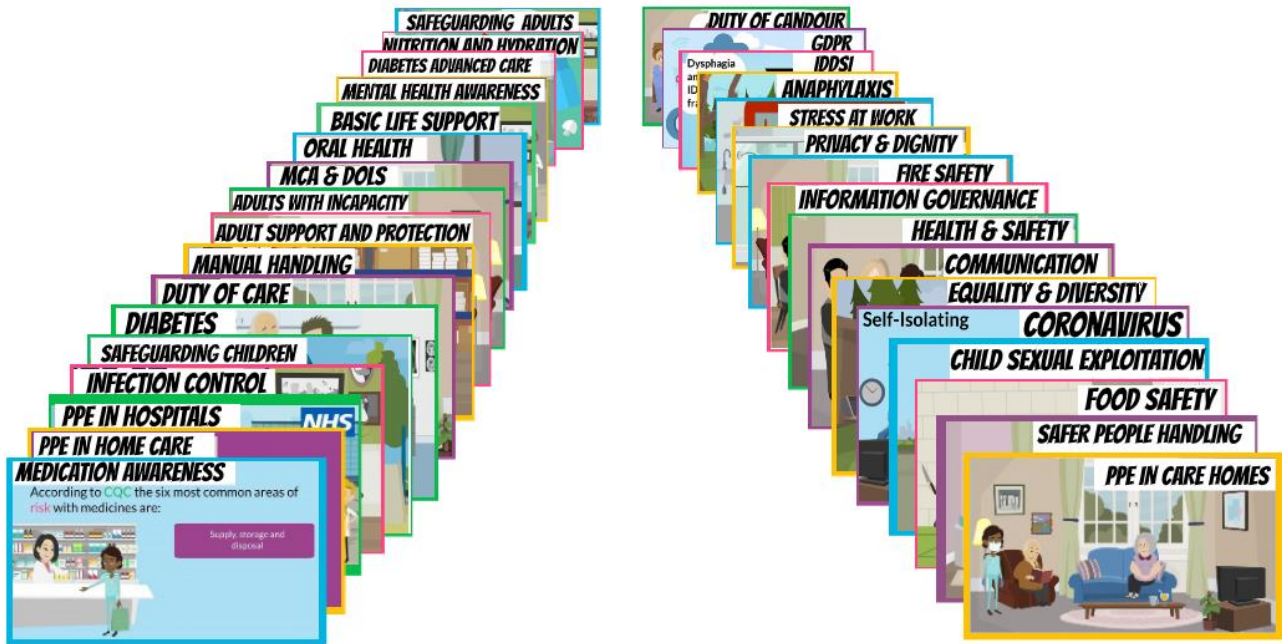 SAFEGUARDING ADULTS
NUTRITION AND HYDRATION
DIABETES ADVANCED CARE
MENTAL HEALTH AWARENESS
BASIC LIFE SUPPORT
ORAL HEALTH
MCA & DOLS
ADULTS WITH INCAPACITY
ADULT SUPPORT AND PROTECTION
MANUAL HANDLING
DUTY OF CARE
DIABETES
SAFEGUARDING CHILDREN
INFECTION CONTROL
PPE IN HOSPITALS
NHS
PPE IN HOME CARE
MEDICATION AWARENESS
According to CQC the six most common areas of
risk with medicines are:
Supply, storage and
disposal
DUTY OF CANDOUR
GDPR
IDDSI
Dysphagia
ANAPHYLAXIS
STRESS AT WORK
PRIVACY & DIGNITY
FIRE SAFETY
INFORMATION GOVERNANCE
HEALTH & SAFETY
COMMUNICATION
EQUALITY & DIVERSITY
Self-Isolating
CORONAVIRUS
CHILD SEXUAL EXPLOITATION
FOOD SAFETY
SAFER PEOPLE HANDLING
PPE IN CARE HOMES